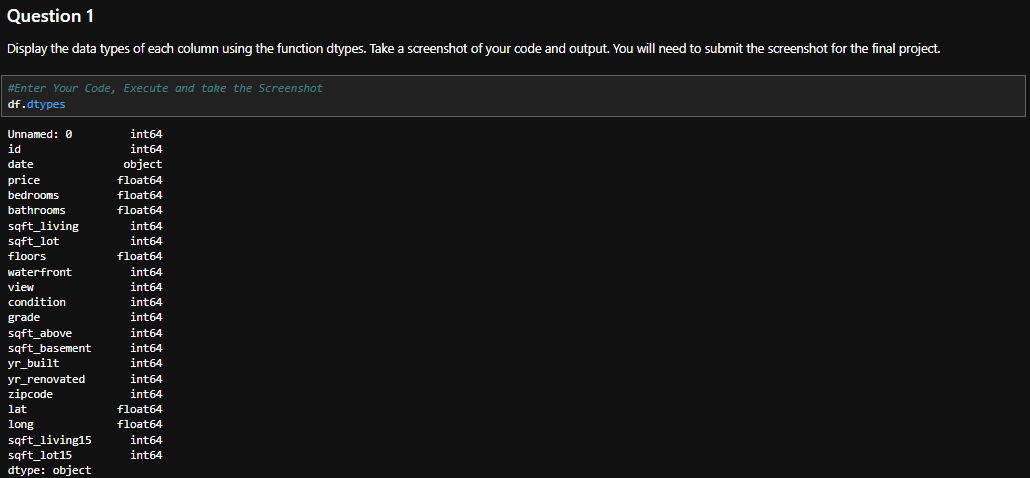 Question 1
Display the data types of each column using the function dtypes. Take a screenshot of your code and output. You will need to submit the screenshot for the final project.
#Enter Your Code, Execute and take the Screenshot
df.dtypes
Unnamed: 0         int64
id                 int64
date              object
price            float64
bedrooms         float64
bathrooms        float64
sqft_living        int64
sqft_lot           int64
floors           float64
waterfront         int64
view               int64
condition          int64
grade              int64
sqft_above         int64
sqft_basement      int64
yr_built           int64
yr_renovated       int64
zipcode            int64
lat              float64
long             float64
sqft_living15      int64
sqft_lot15         int64
dtype: object